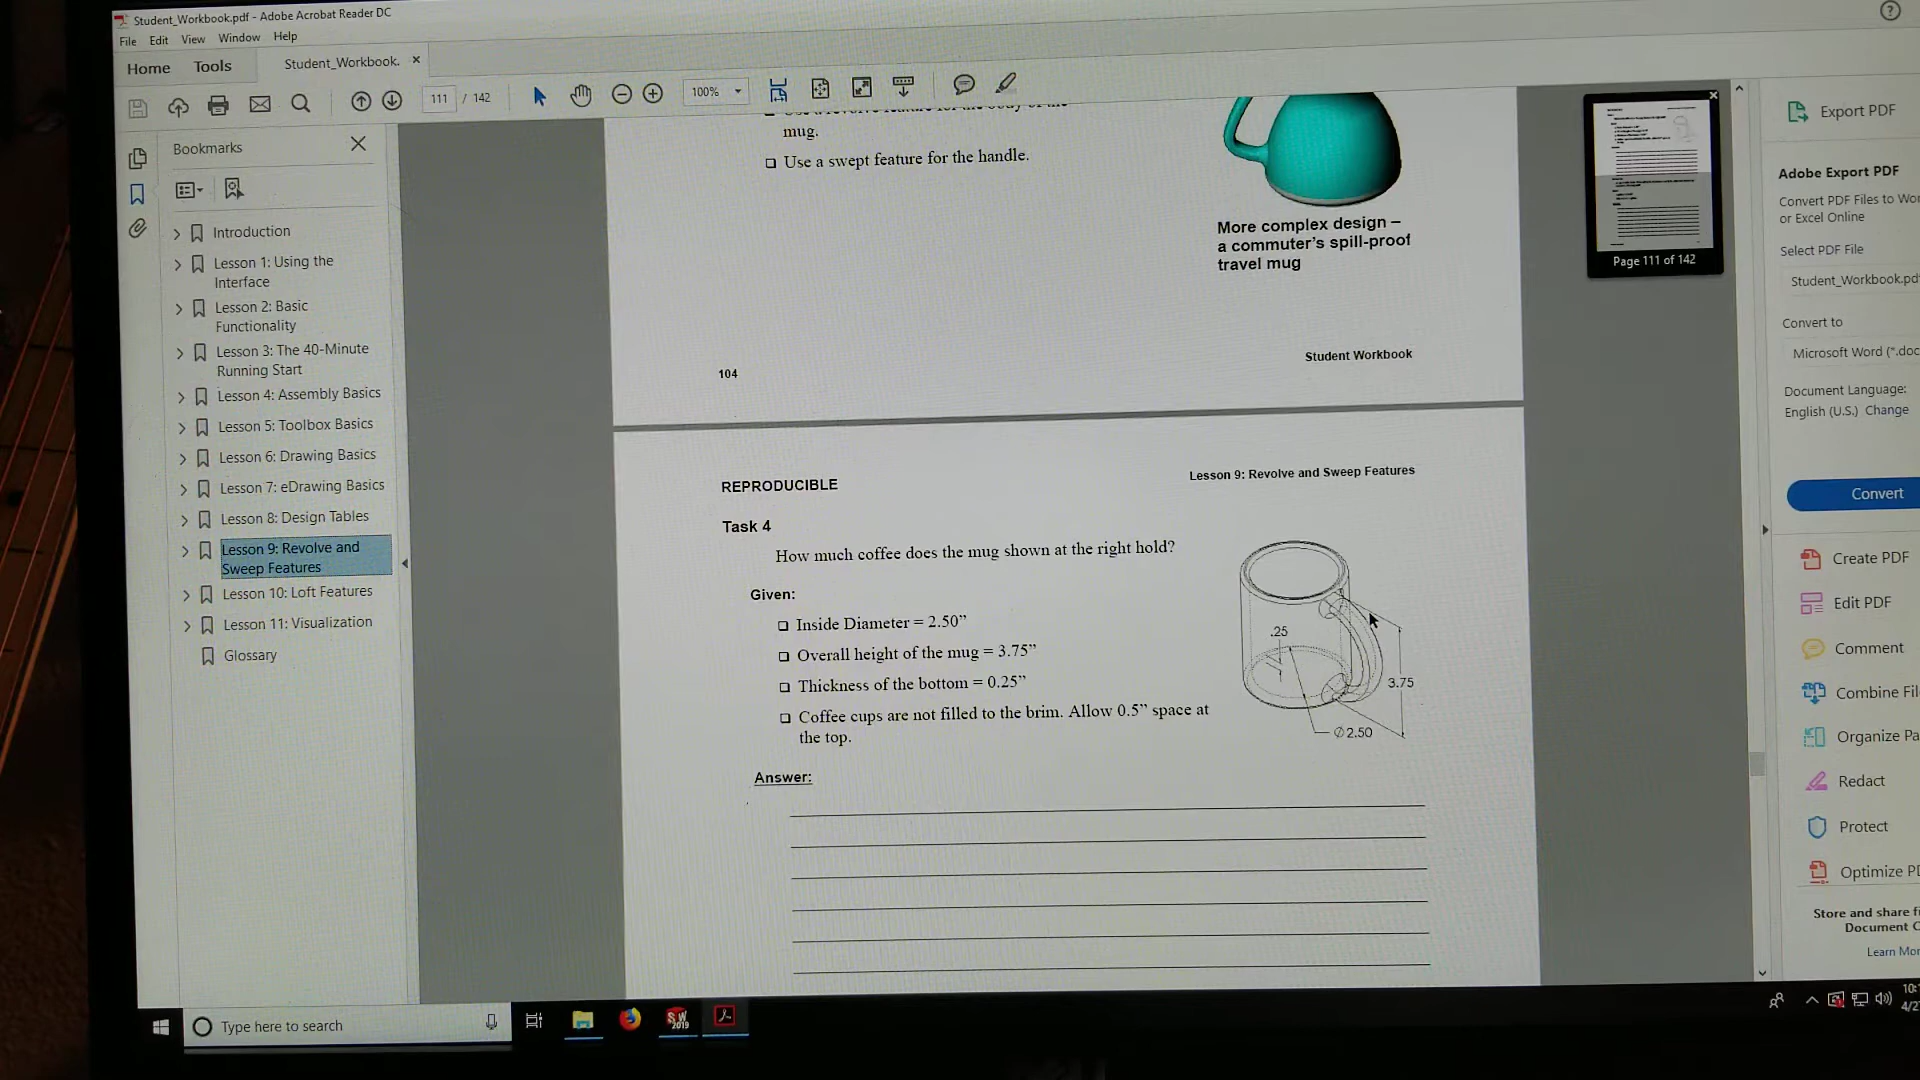 Student_Workbook.pdf - Adobe Acrobat Reader DC
File Edit View Window Help
Home Tools Student_Workbook. ×
111 / 142 100%
Bookmarks
Introduction
Lesson 1: Using the
Interface
Lesson 2: Basic
Functionality
Lesson 3: The 40-Minute
Running Start
Lesson 4: Assembly Basics
Lesson 5: Toolbox Basics
Lesson 6: Drawing Basics
Lesson 7: eDrawing Basics
Lesson 8: Design Tables
Lesson 9: Revolve and
Sweep Features
Lesson 10: Loft Features
Lesson 11: Visualization
Glossary
mug.
Use a swept feature for the handle.
More complex design –
a commuter's spill-proof
travel mug
Student Workbook
104
REPRODUCIBLE
Lesson 9: Revolve and Sweep Features
Task 4
How much coffee does the mug shown at the right hold?
Given:
Inside Diameter = 2.50”
Overall height of the mug = 3.75”
Thickness of the bottom = 0.25”
Coffee cups are not filled to the brim. Allow 0.5” space at
the top.
.25
3.75
∅2.50
Answer:
Page 111 of 142
Export PDF
Adobe Export PDF
Convert PDF Files to
or Excel Online
Select PDF File
Student_Workbook.pd
Convert to
Microsoft Word (*.doc
Document Language:
English (U.S.) Change
Convert
Create PDF
Edit PDF
Comment
Combine
Organize
Redact
Protect
Optimize
Store and share
Document
Learn
Type here to search
SW
2019
10:
4/2